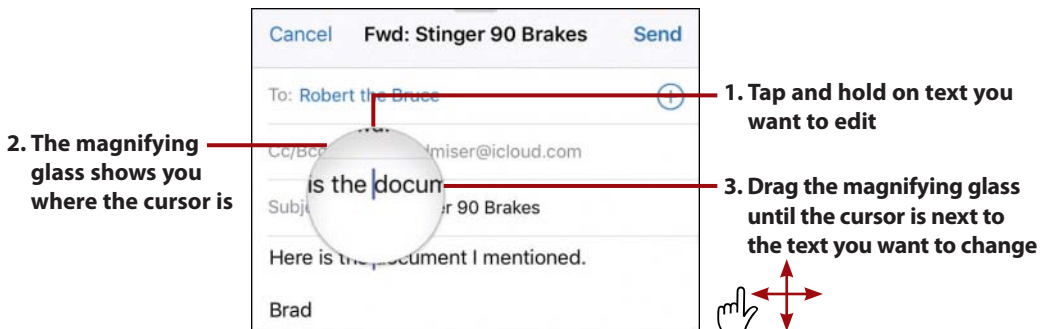 Cancel Fwd: Stinger 90 Brakes Send
To: Robert the Bruce
1. Tap and hold on text you
want to edit
2. The magnifying
glass shows you
where the cursor is
Cc/Bcc miser@icloud.com
is the docum
3. Drag the magnifying glass
until the cursor is next to
the text you want to change
Subj r 90 Brakes
Here is the document I mentioned.
Brad